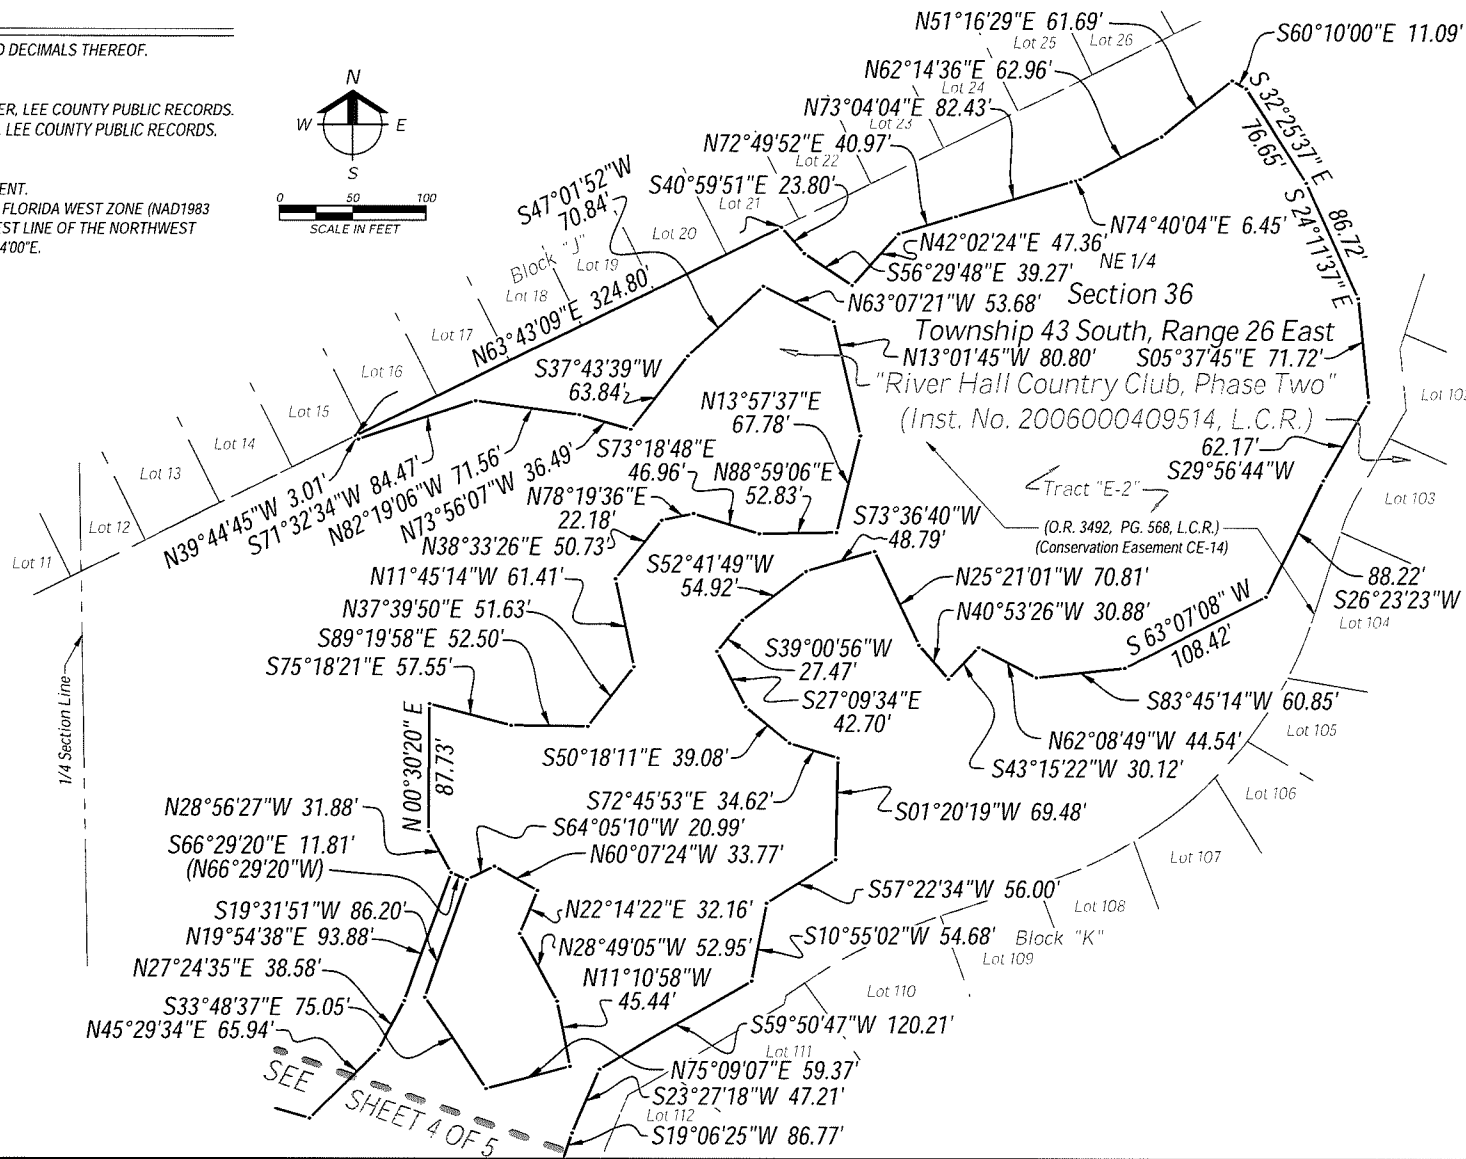 D DECIMALS THEREOF.
ER, LEE COUNTY PUBLIC RECORDS.
, LEE COUNTY PUBLIC RECORDS.
ENT.
FLORIDA WEST ZONE (NAD1983
EST LINE OF THE NORTHWEST
4'00"E.
N
W
E
S
0 50 100
SCALE IN FEET
N51°16'29"E 61.69'
Lot 25
Lot 26
S60°10'00"E 11.09'
N62°14'36"E 62.96'
Lot 24
N73°04'04"E 82.43'
Lot 23
N72°49'52"E 40.97'
Lot 22
S40°59'51"E 23.80'
Lot 21
S 32°25'37" E
76.65'
86.72'
S 24°11'37" E
S47°01'52"W
70.84'
Lot 20
Block "J"
Lot 19
Lot 18
N63°43'09"E 324.80'
Lot 17
Lot 16
Lot 15
Lot 14
Lot 13
Lot 12
Lot 11
N74°40'04"E 6.45'
N42°02'24"E 47.36'
NE 1/4
S56°29'48"E 39.27'
N63°07'21"W 53.68'
Section 36
Township 43 South, Range 26 East
N13°01'45"W 80.80'
S05°37'45"E 71.72'
"River Hall Country Club, Phase Two"
(Inst. No. 2006000409514, L.C.R.)
S37°43'39"W
63.84'
N13°57'37"E
67.78'
62.17'
S29°56'44"W
S73°18'48"E
46.96'
N88°59'06"E
52.83'
N39°44'45"W 3.01'
S71°32'34"W 84.47'
N82°19'06"W 71.56'
N73°56'07"W 36.49'
N78°19'36"E
22.18'
N38°33'26"E 50.73'
Tract "E-2"
(O.R. 3492, PG. 568, L.C.R.)
(Conservation Easement CE-14)
Lot 103
S73°36'40"W
48.79'
S52°41'49"W
54.92'
N11°45'14"W 61.41'
N25°21'01"W 70.81'
N37°39'50"E 51.63'
N40°53'26"W 30.88'
88.22'
S26°23'23"W
Lot 104
S89°19'58"E 52.50'
S75°18'21"E 57.55'
S39°00'56"W
27.47'
S 63°07'08" W
108.42'
S27°09'34"E
42.70'
S83°45'14"W 60.85'
N62°08'49"W 44.54'
Lot 105
S43°15'22"W 30.12'
1/4 Section Line
N 00°30'20" E
87.73'
S50°18'11"E 39.08'
S72°45'53"E 34.62'
Lot 106
N28°56'27"W 31.88'
S64°05'10"W 20.99'
S01°20'19"W 69.48'
S66°29'20"E 11.81'
(N66°29'20"W)
N60°07'24"W 33.77'
Lot 107
S57°22'34"W 56.00'
S19°31'51"W 86.20'
N22°14'22"E 32.16'
Lot 108
N19°54'38"E 93.88'
N28°49'05"W 52.95'
S10°55'02"W 54.68'
Block "K"
Lot 109
N27°24'35"E 38.58'
N11°10'58"W
45.44'
Lot 110
S33°48'37"E 75.05'
N45°29'34"E 65.94'
S59°50'47"W 120.21'
Lot 111
N75°09'07"E 59.37'
S23°27'18"W 47.21'
Lot 112
S19°06'25"W 86.77'
SEE
SHEET 4 OF 5